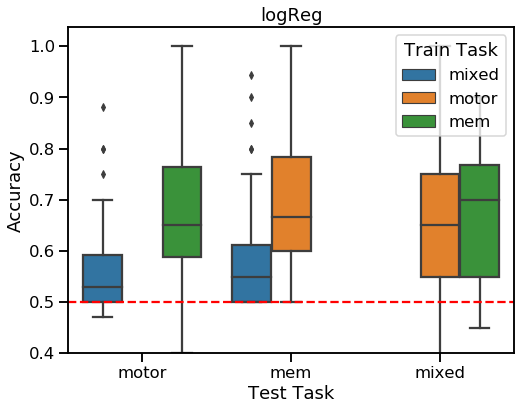 logReg
Train Task
mixed
motor
mem
Accuracy
1.0
0.9
0.8
0.7
0.6
0.5
0.4
motor mem mixed
Test Task